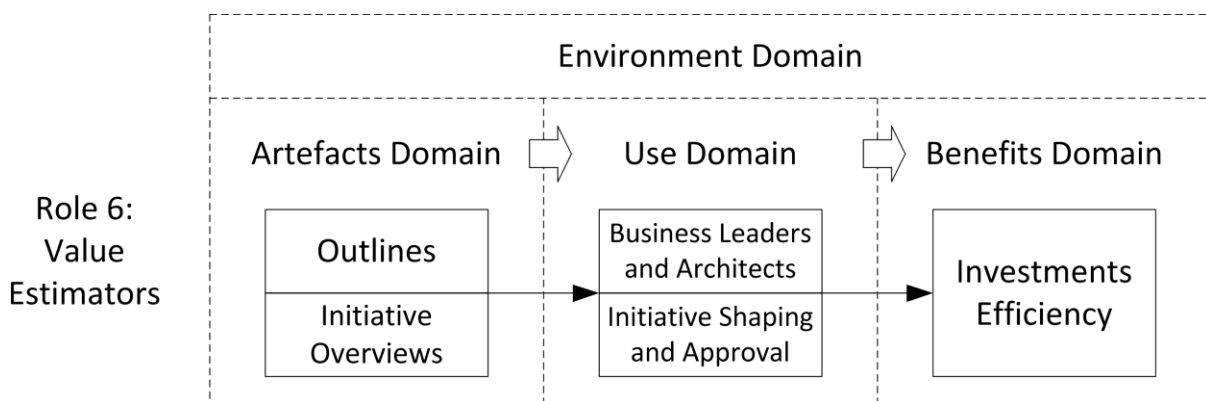 Environment Domain
Artefacts Domain
Use Domain
Benefits Domain
Role 6:
Value
Estimators
Outlines
Initiative
Overviews
Business Leaders
and Architects
Initiative Shaping
and Approval
Investments
Efficiency